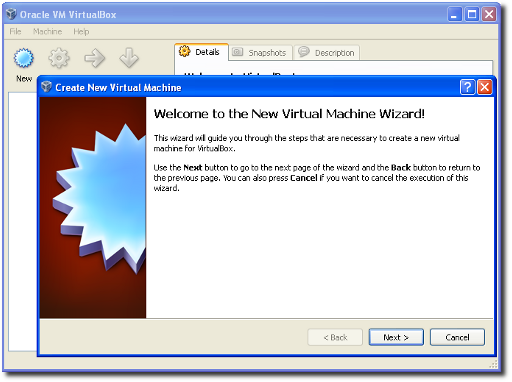 Oracle VM VirtualBox
File Machine Help
New
Details Snapshots Description
Create New Virtual Machine
Welcome to the New Virtual Machine Wizard!
This wizard will guide you through the steps that are necessary to create a new virtual
machine for VirtualBox.
Use the Next button to go to the next page of the wizard and the Back button to return to
the previous page. You can also press Cancel if you want to cancel the execution of this
wizard.
< Back Next > Cancel